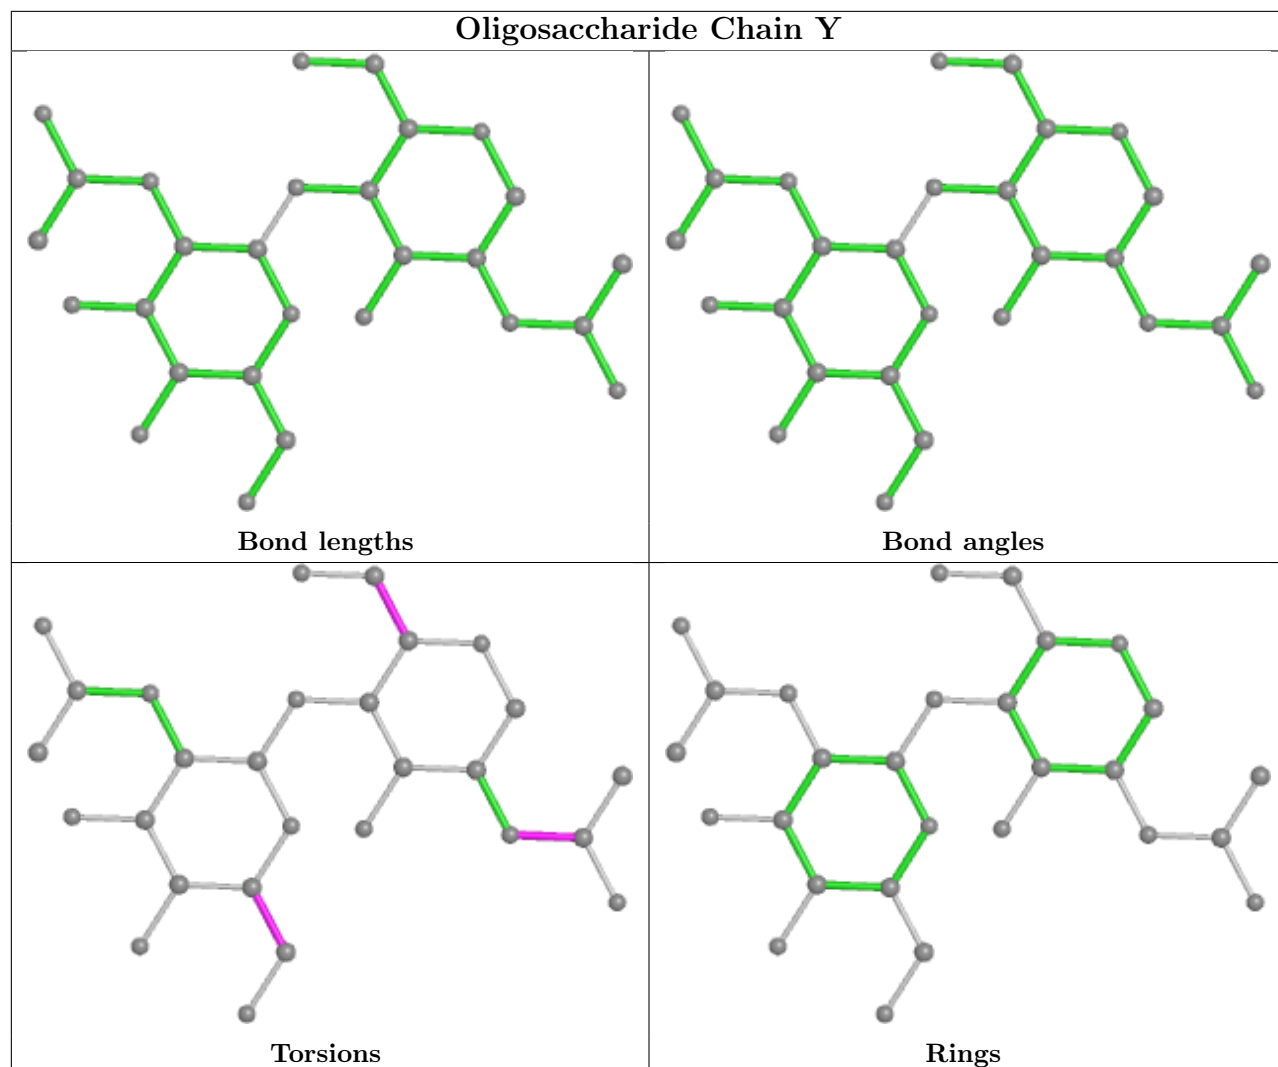 Oligosaccharide Chain Y
Bond lengths
Bond angles
Torsions
Rings